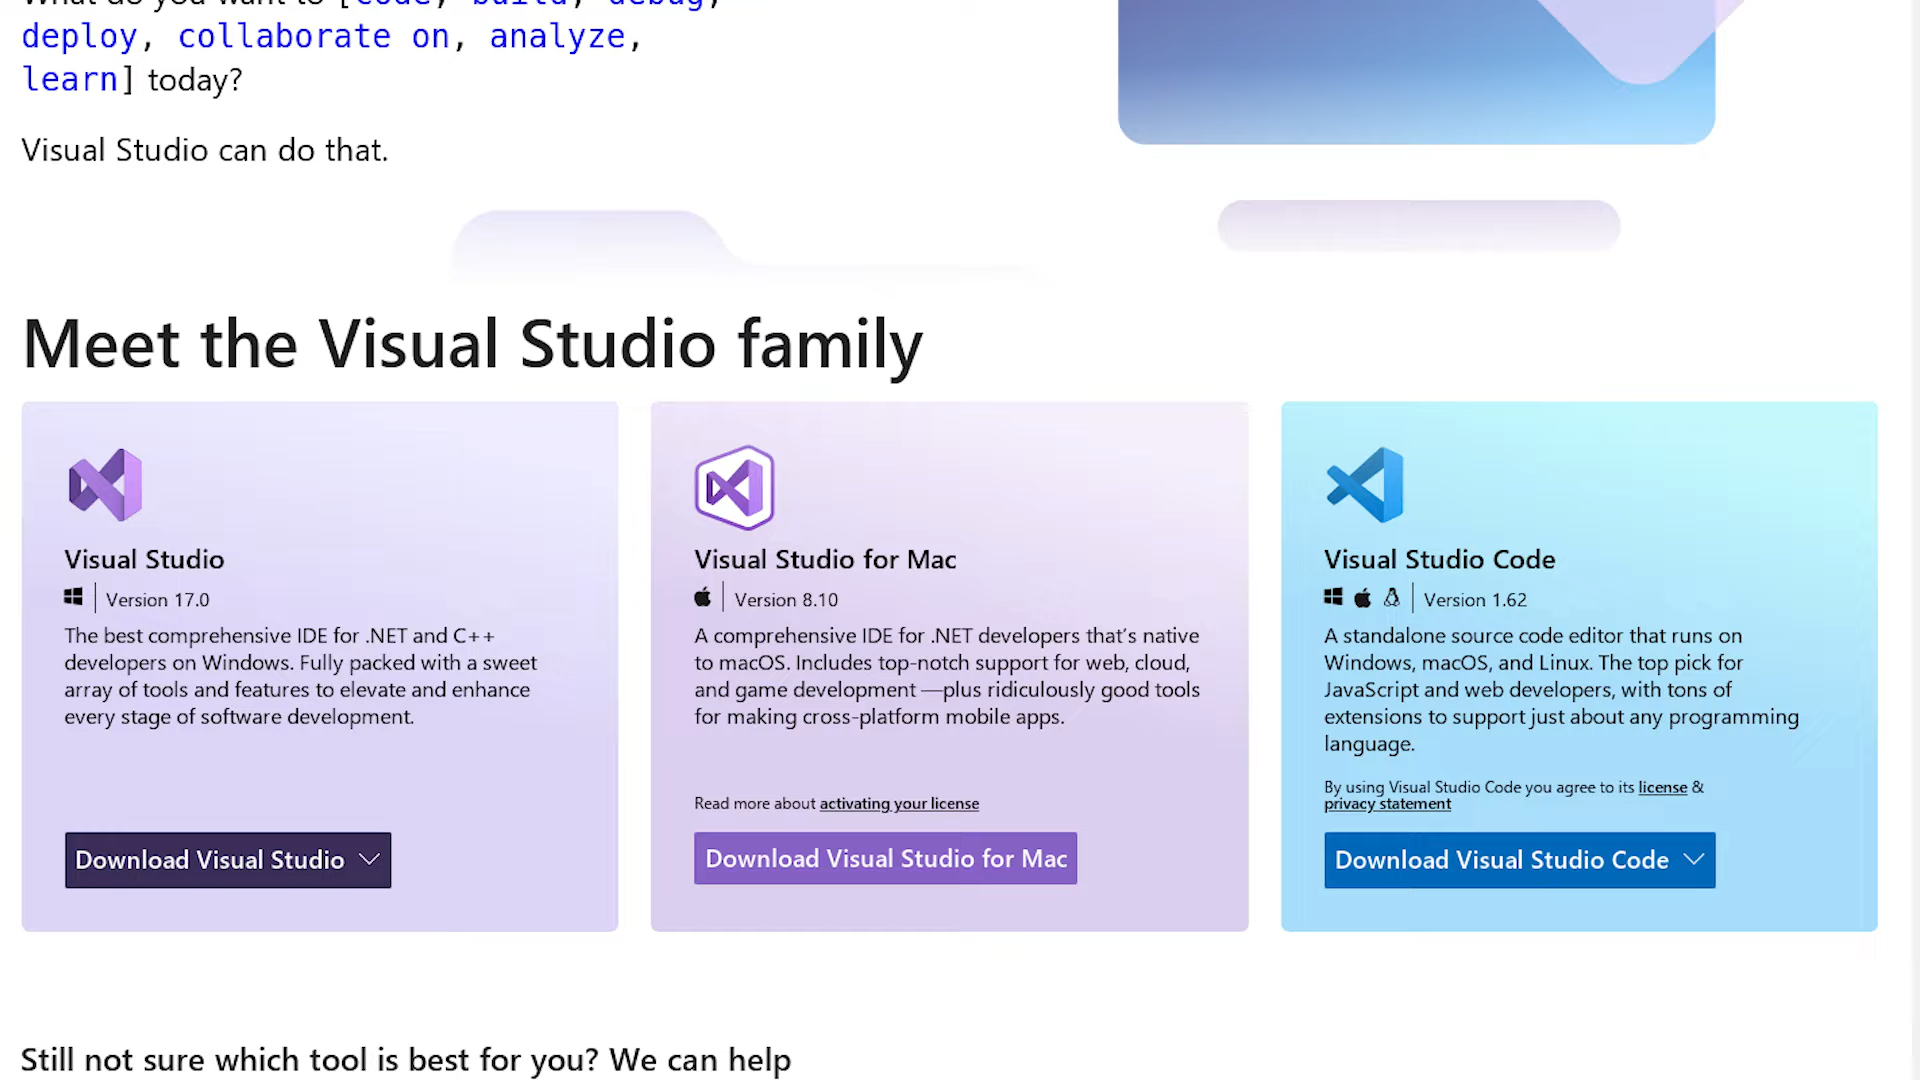 What do you want to [code, build, debug,
deploy, collaborate on, analyze,
learn] today?
Visual Studio can do that.
Meet the Visual Studio family
Visual Studio
Version 17.0
The best comprehensive IDE for .NET and C++
developers on Windows. Fully packed with a sweet
array of tools and features to elevate and enhance
every stage of software development.
Download Visual Studio
Visual Studio for Mac
Version 8.10
A comprehensive IDE for .NET developers that's native
to macOS. Includes top-notch support for web, cloud,
and game development —plus ridiculously good tools
for making cross-platform mobile apps.
Read more about activating your license
Download Visual Studio for Mac
Visual Studio Code
Version 1.62
A standalone source code editor that runs on
Windows, macOS, and Linux. The top pick for
JavaScript and web developers, with tons of
extensions to support just about any programming
language.
By using Visual Studio Code you agree to its license &
privacy statement
Download Visual Studio Code
Still not sure which tool is best for you? We can help